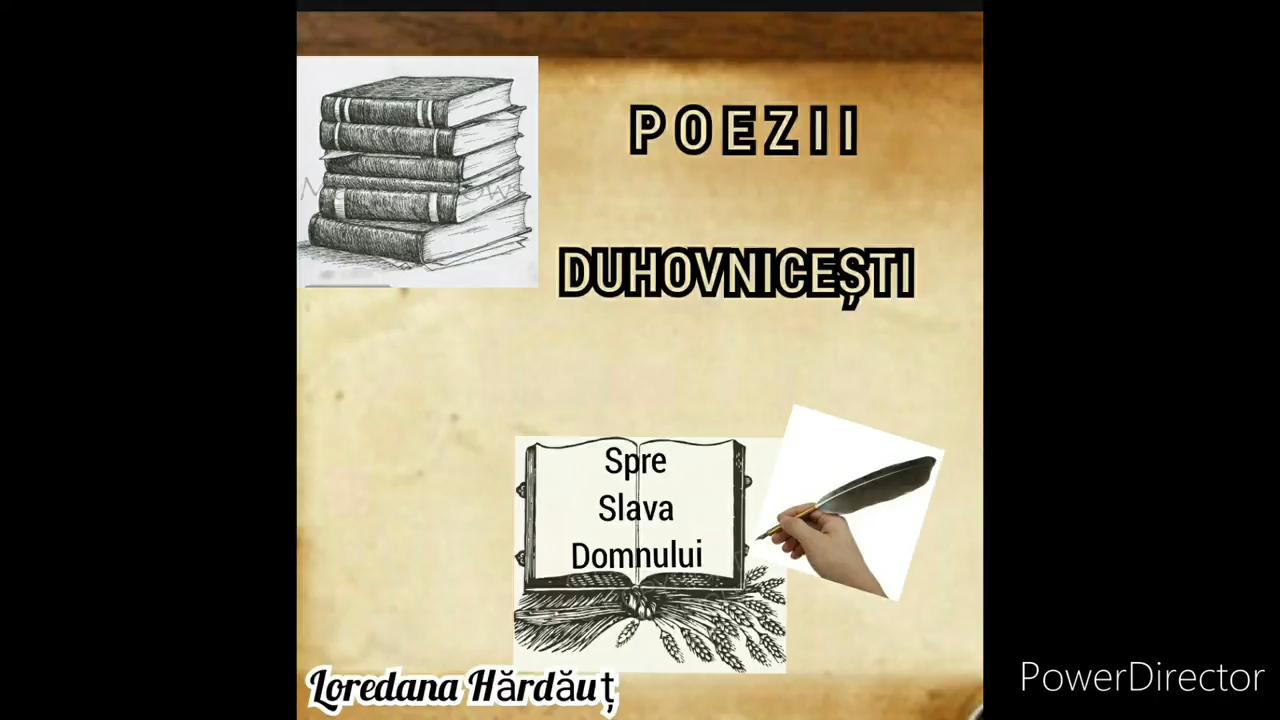 POEZII
DUHOVNICEȘTI
Spre
Slava
Domnului
Loredana Hărdăuț
PowerDirector